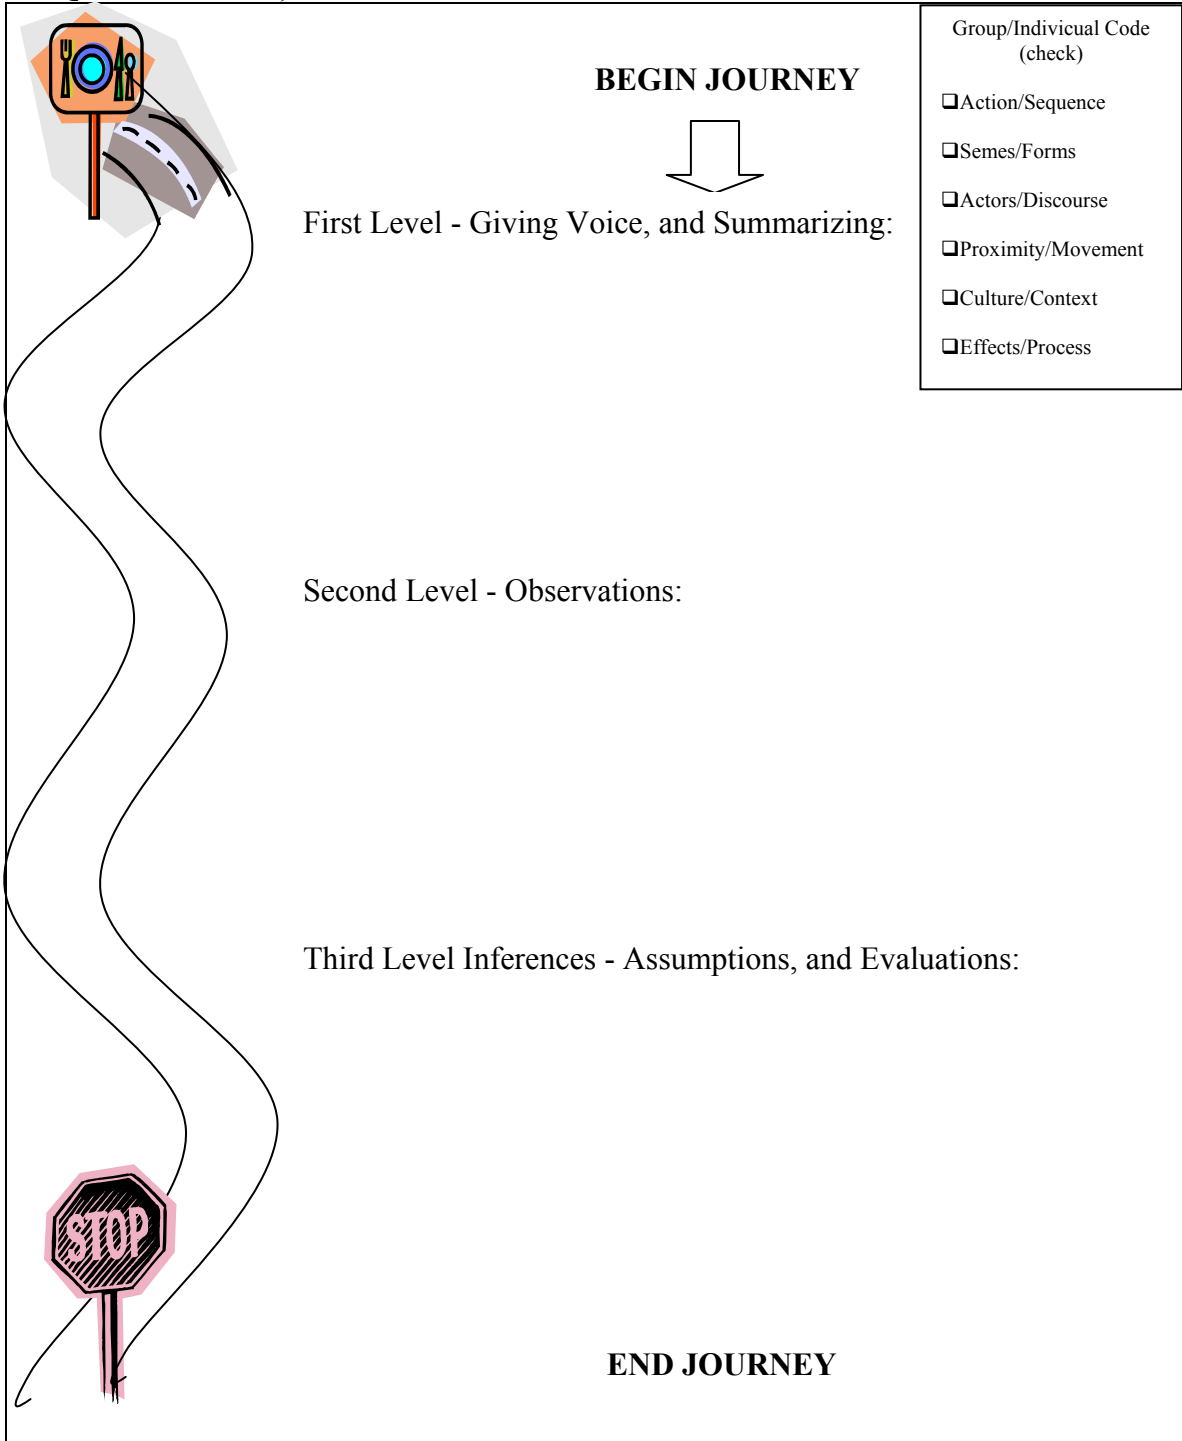 BEGIN JOURNEY
Group/Indivicual Code
(check)
❑Action/Sequence
❑Semes/Forms
❑Actors/Discourse
❑Proximity/Movement
❑Culture/Context
❑Effects/Process
First Level - Giving Voice, and Summarizing:
Second Level - Observations:
Third Level Inferences - Assumptions, and Evaluations:
STOP
END JOURNEY